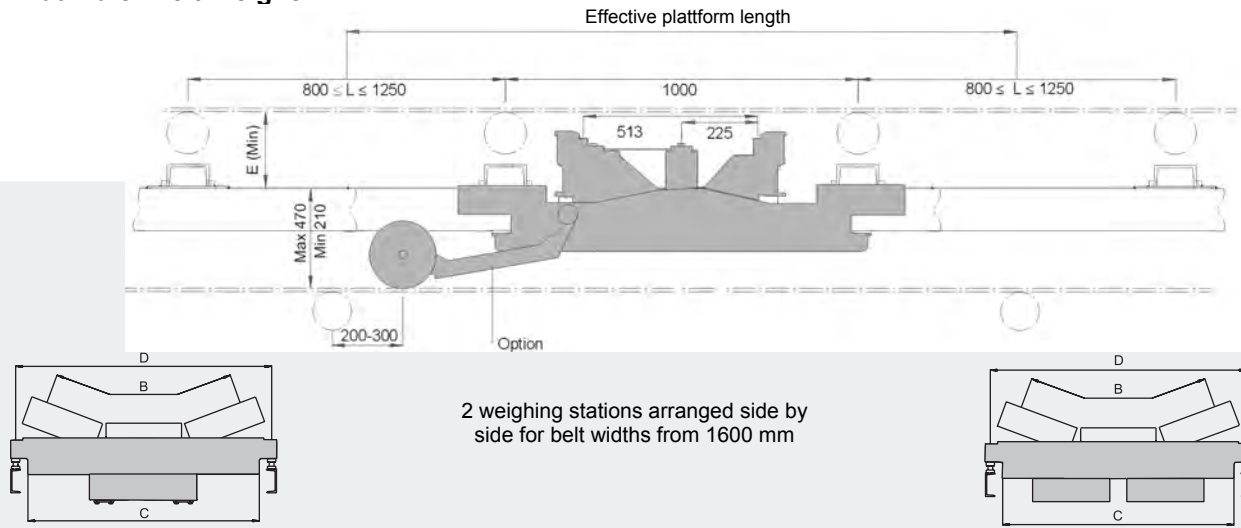 Effective plattform length
800 ≤ L ≤ 1250
1000
800 ≤ L ≤ 1250
E (Min)
513
225
Max 470
Min 210
200-300
Option
D
B
C
2 weighing stations arranged side by
side for belt widths from 1600 mm
D
B
C